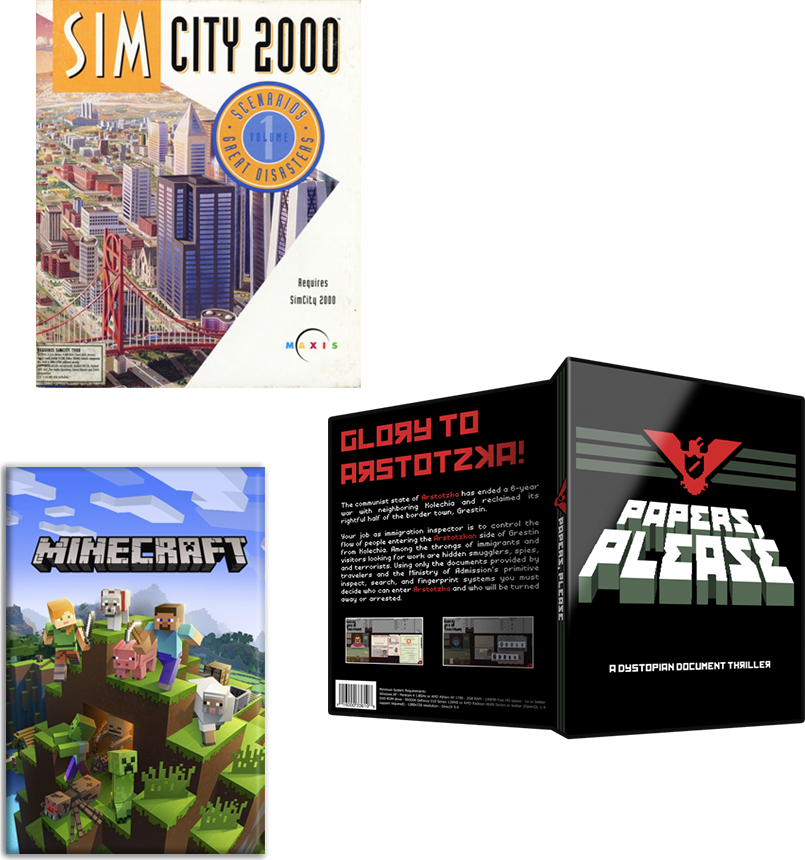 SIM CITY 2000
SCENARIOS
VOLUME
1
GREAT DISASTERS
Requires
SimCity 2000
MAXIS
REQUIRES SIMCITY 2000
MINECRAFT
GLORY TO
ARSTOTZKA!
The communist state of Arstotzka has ended a 6-year
war with neighboring Kolechia and reclaimed its
rightful half of the border town, Grestin.
Your job as immigration inspector is to control the
flow of people entering the Arstotzkan side of Grestin
from Kolechia. Among the throngs of immigrants and
visitors looking for work are hidden smugglers, spies,
and terrorists. Using only the documents provided by
travelers and the Ministry of Admission's primitive
inspect, search, and fingerprint systems you must
decide who can enter Arstotzka and who will be turned
away or arrested.
Minimum System Requirements:
PAPERS, PLEASE
PAPERS,
PLEASE
A DYSTOPIAN DOCUMENT THRILLER